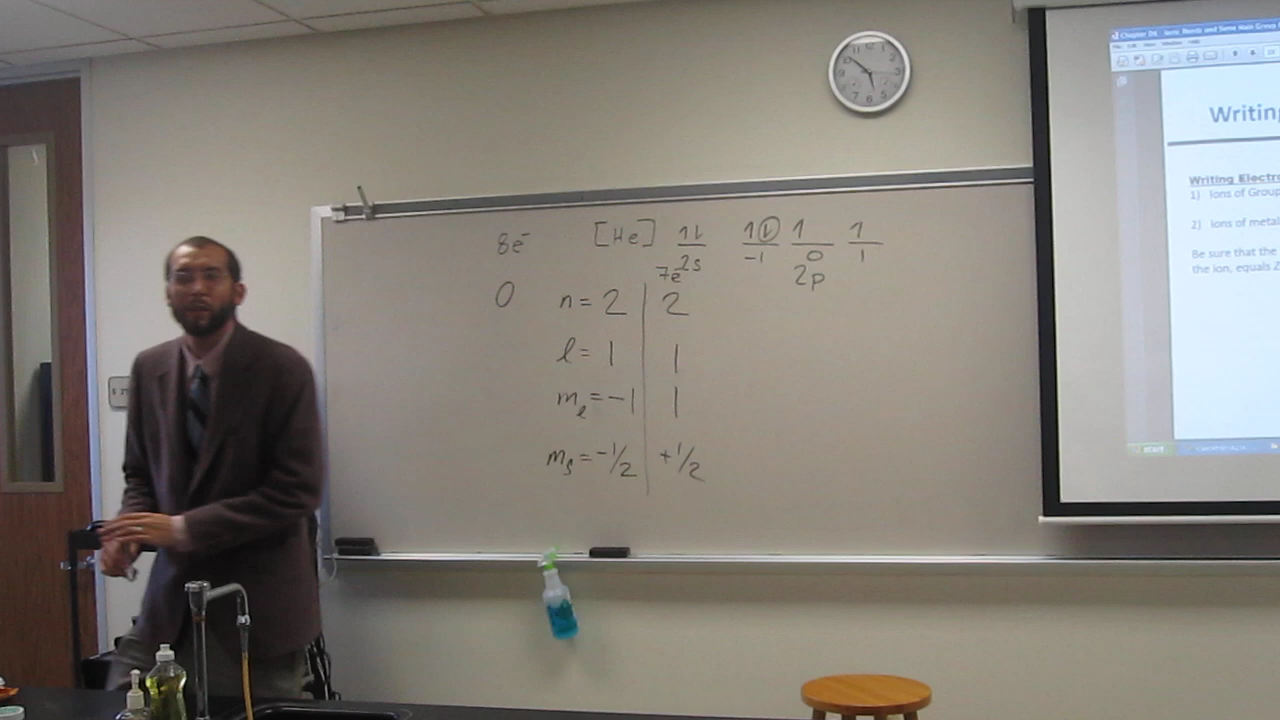 8e⁻ [He] 1l 1l 1 1
2s -1 0 1
7e⁻ 2p
O n = 2 2
l = 1 1
mₗ = -1 1
mₛ = -1/2 +1/2
Writing
Writing Electro
1) Ions of Group
2) Ions of metal
Be sure that the
the ion, equals Z
start